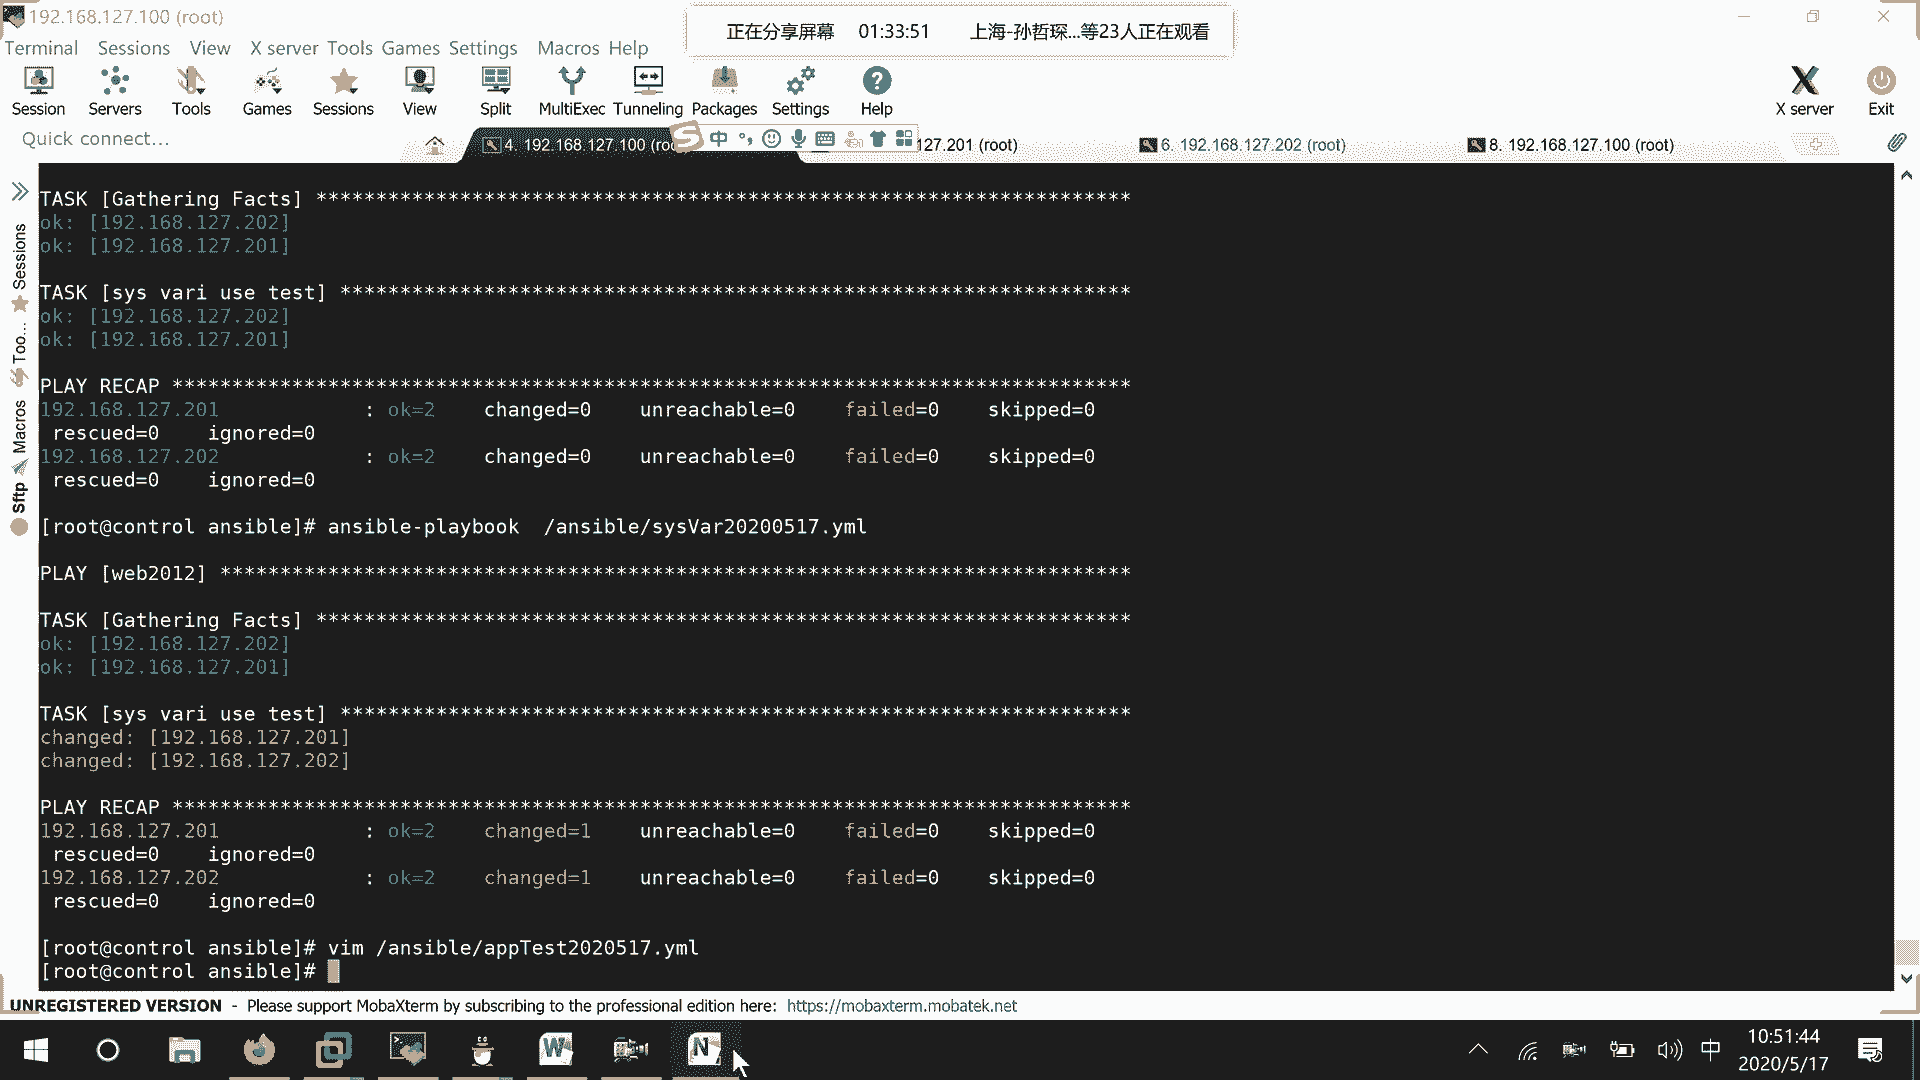 192.168.127.100 (root)
正在分享屏幕 01:33:51 上海-孙哲琛...等23人正在观看
Terminal Sessions View X server Tools Games Settings Macros Help
Session Servers Tools Games Sessions View Split MultiExec Tunneling Packages Settings Help X server Exit
Quick connect...
4. 192.168.127.100 (roo 中 127.201 (root) 6. 192.168.127.202 (root) 8. 192.168.127.100 (root)
Sessions
Too...
Macros
Sftp
TASK [Gathering Facts] ********************************************************************
ok: [192.168.127.202]
ok: [192.168.127.201]
TASK [sys vari use test] ******************************************************************
ok: [192.168.127.202]
ok: [192.168.127.201]
PLAY RECAP ********************************************************************************
192.168.127.201 : ok=2 changed=0 unreachable=0 failed=0 skipped=0
rescued=0 ignored=0
192.168.127.202 : ok=2 changed=0 unreachable=0 failed=0 skipped=0
rescued=0 ignored=0
[root@control ansible]# ansible-playbook /ansible/sysVar20200517.yml
PLAY [web2012] ****************************************************************************
TASK [Gathering Facts] ********************************************************************
ok: [192.168.127.202]
ok: [192.168.127.201]
TASK [sys vari use test] ******************************************************************
changed: [192.168.127.201]
changed: [192.168.127.202]
PLAY RECAP ********************************************************************************
192.168.127.201 : ok=2 changed=1 unreachable=0 failed=0 skipped=0
rescued=0 ignored=0
192.168.127.202 : ok=2 changed=1 unreachable=0 failed=0 skipped=0
rescued=0 ignored=0
[root@control ansible]# vim /ansible/appTest2020517.yml
[root@control ansible]#
UNREGISTERED VERSION - Please support MobaXterm by subscribing to the professional edition here: https://mobaxterm.mobatek.net
中 10:51:44
2020/5/17